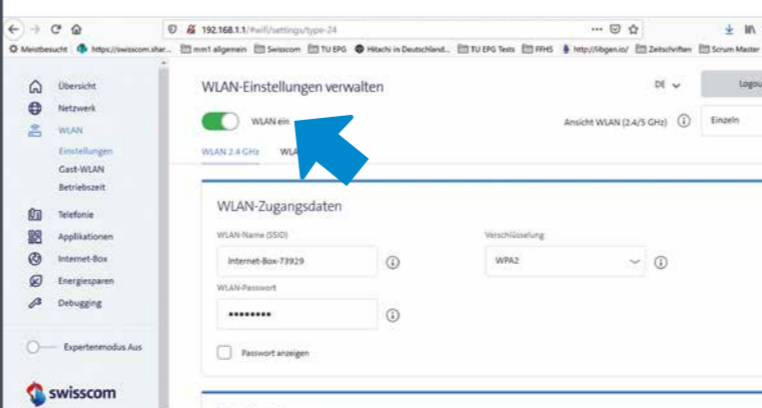 192.168.1.1/#wifi/settings/type-24
Meistbesucht https://swisscom.shar... mm1 allgemein Swisscom TU EPG Hitachi in Deutschland... TU EPG Tests FFHS http://libgen.io/ Zeitschriften Scrum Master
Übersicht
Netzwerk
WLAN
Einstellungen
Gast-WLAN
Betriebszeit
Telefonie
Applikationen
Internet-Box
Energiesparen
Debugging
Expertenmodus Aus
swisscom
WLAN-Einstellungen verwalten
DE
Logou
WLAN ein
Ansicht WLAN (2.4/5 GHz)
Einzeln
WLAN 2.4 GHz WLA
WLAN-Zugangsdaten
WLAN-Name (SSID)
Verschlüsselung
Internet-Box-73929
WPA2
WLAN-Passwort
••••••••
Passwort anzeigen